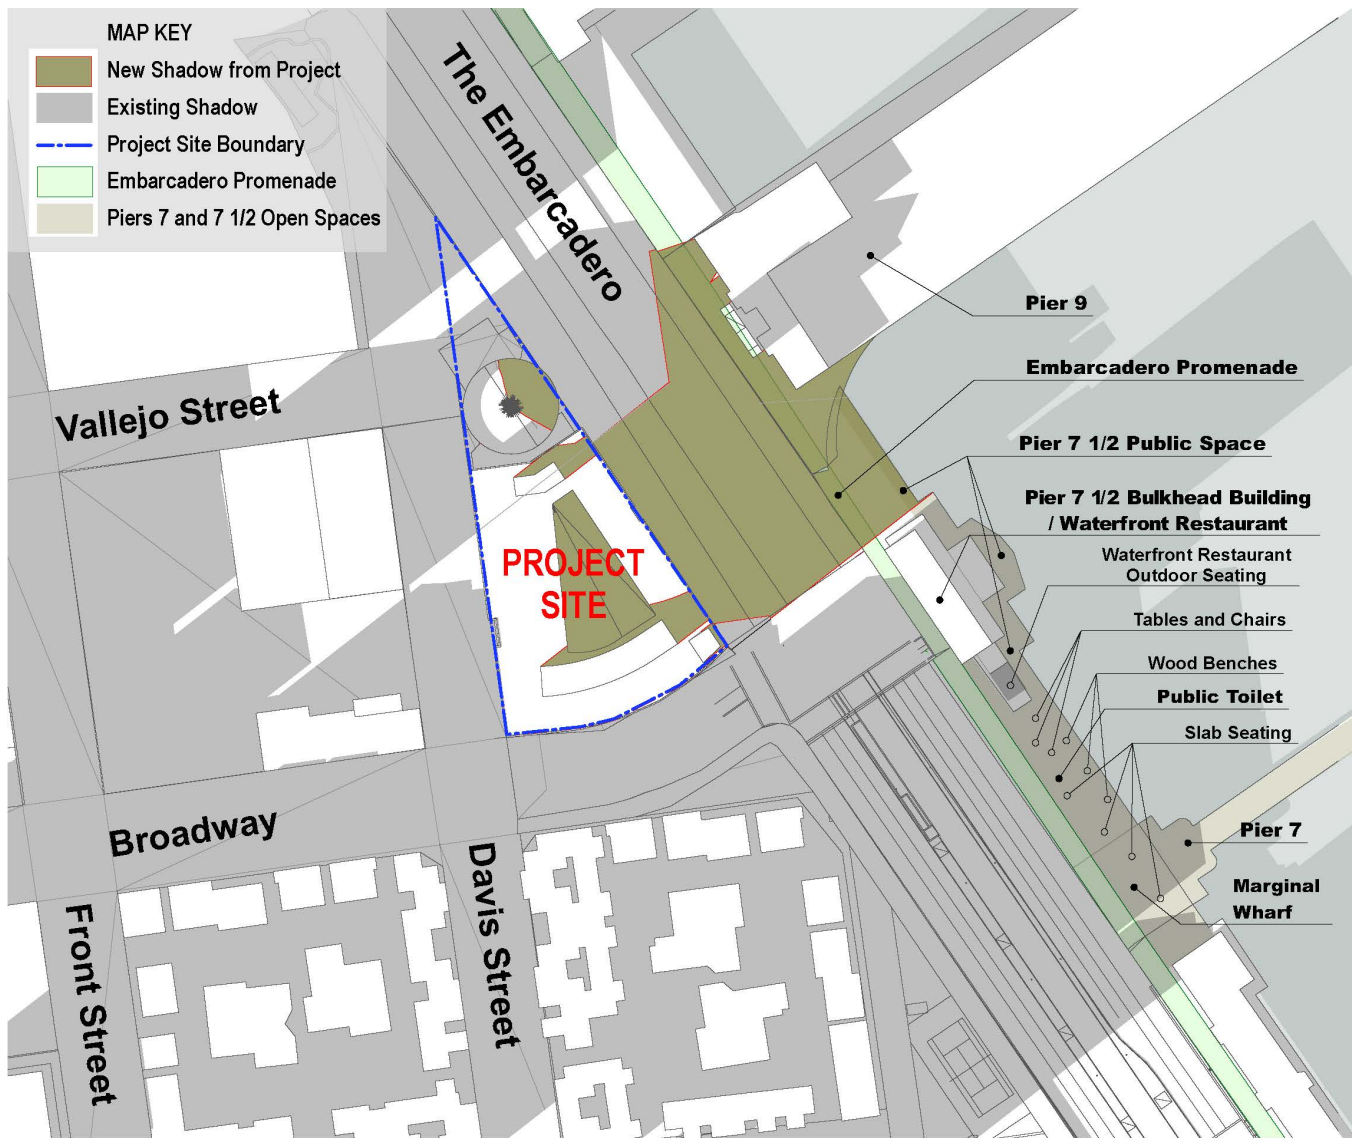 MAP KEY
New Shadow from Project
Existing Shadow
Project Site Boundary
Embarcadero Promenade
Piers 7 and 7 1/2 Open Spaces
The Embarcadero
Vallejo Street
PROJECT
SITE
Broadway
Front Street
Davis Street
Pier 9
Embarcadero Promenade
Pier 7 1/2 Public Space
Pier 7 1/2 Bulkhead Building
/ Waterfront Restaurant
Waterfront Restaurant
Outdoor Seating
Tables and Chairs
Wood Benches
Public Toilet
Slab Seating
Pier 7
Marginal
Wharf